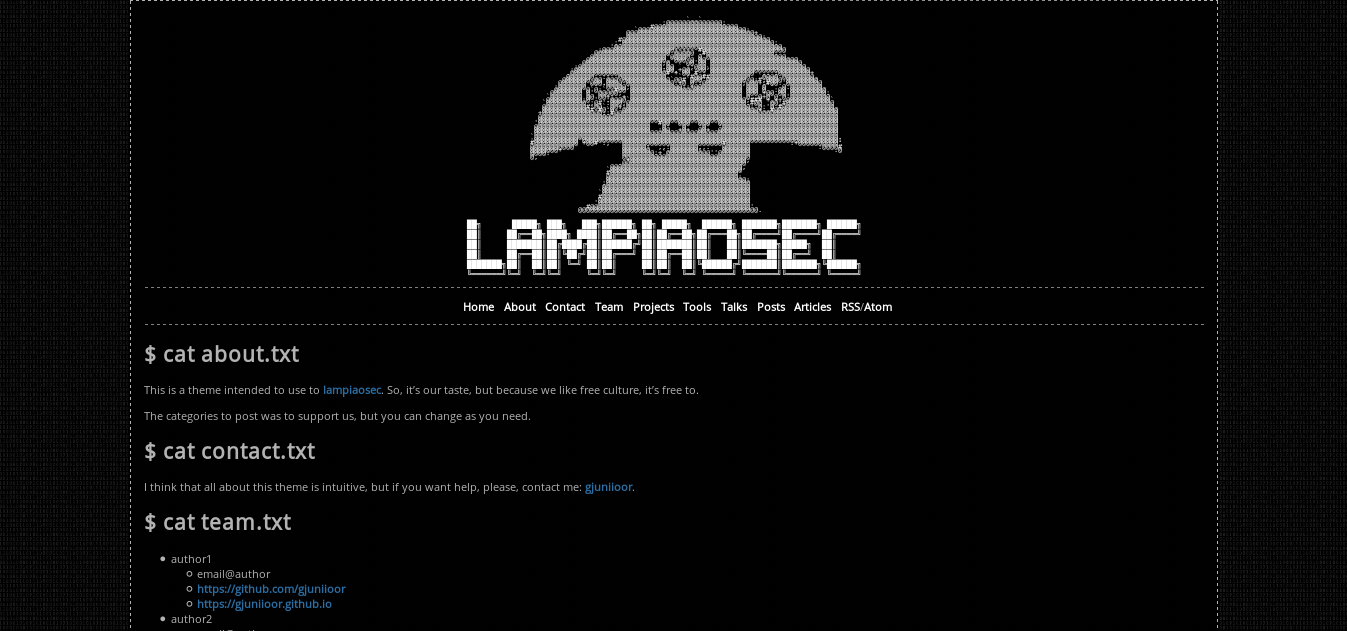 LAMPIAOSEC
Home About Contact Team Projects Tools Talks Posts Articles RSS/Atom
$ cat about.txt
This is a theme intended to use to lampiaosec. So, it's our taste, but because we like free culture, it's free to.
The categories to post was to support us, but you can change as you need.
$ cat contact.txt
I think that all about this theme is intuitive, but if you want help, please, contact me: gjuniioor.
$ cat team.txt
author1
email@author
https://github.com/gjuniioor
https://gjuniioor.github.io
author2